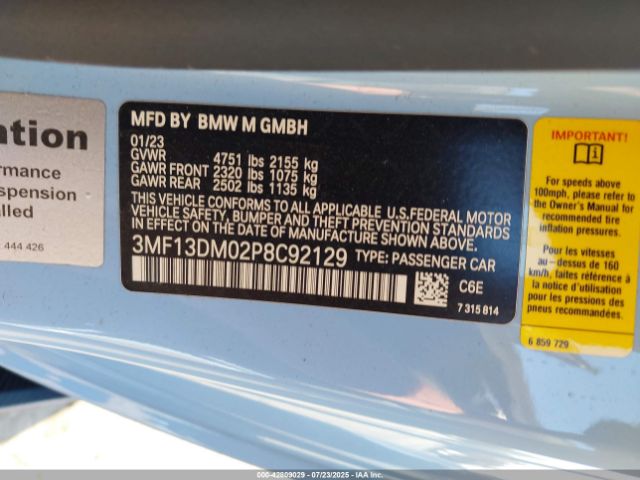 ation
rmance
spension
lled
444 426
MFD BY BMW M GMBH
01/23
GVWR 4751 lbs 2155 kg
GAWR FRONT 2320 lbs 1075 kg
GAWR REAR 2502 lbs 1135 kg
THIS VEHICLE CONFORMS TO ALL APPLICABLE U.S.FEDERAL MOTOR
VEHICLE SAFETY, BUMPER AND THEFT PREVENTION STANDARDS
IN EFFECT ON THE DATE OF MANUFACTURE SHOWN ABOVE.
3MF13DM02P8C92129 TYPE: PASSENGER CAR
C6E
7 315 814
IMPORTANT!
For speeds above
100mph, please refer to
the Owner's Manual for
recommended tire
inflation pressures.
Pour les vitesses
au-dessus de 160
km/h, faites référence à
la notice d'utilisation
pour les pressions des
pneus recommandées.
6 859 729
000-42809029 - 07/23/2025 - Copyright IAA, IAAI